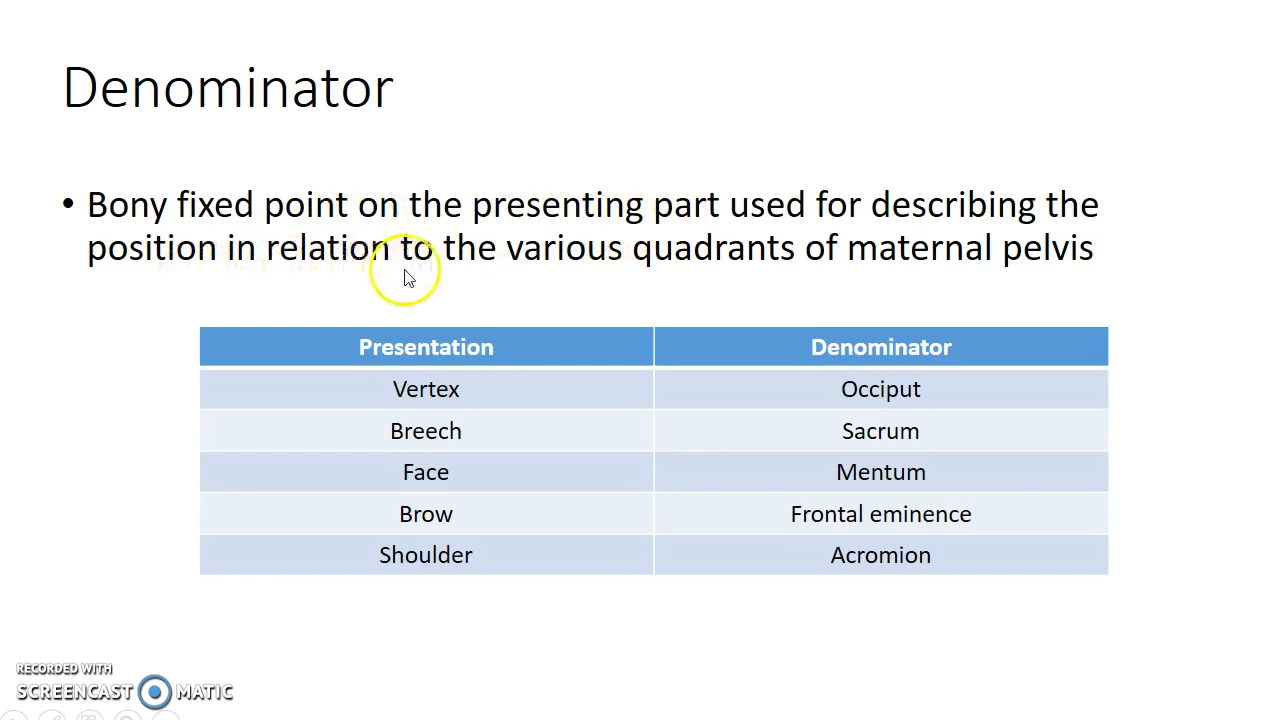 Denominator
• Bony fixed point on the presenting part used for describing the
position in relation to the various quadrants of maternal pelvis
Presentation Denominator
Vertex Occiput
Breech Sacrum
Face Mentum
Brow Frontal eminence
Shoulder Acromion
RECORDED WITH
SCREENCAST MATIC